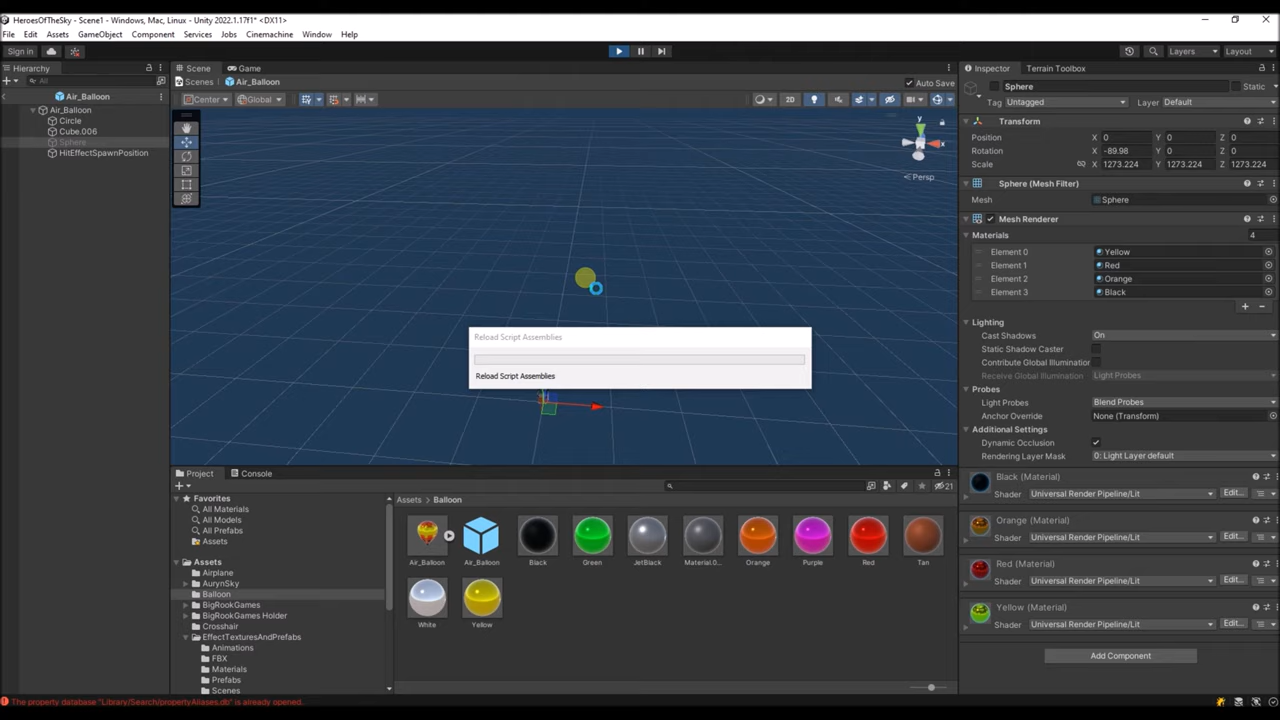 HeroesOfTheSky - Scene1 - Windows, Mac, Linux - Unity 2022.1.17f1* <DX11>
File Edit Assets GameObject Component Services Jobs Cinemachine Window Help
Sign in Layers Layout
Hierarchy Scene Game Inspector Terrain Toolbox
All Scenes Air_Balloon Auto Save Sphere Static
Air_Balloon Center Global 2D Tag Untagged Layer Default
Air_Balloon
Circle
Cube.006
Sphere
HitEffectSpawnPosition
y
x
Persp
Transform
Position X 0 Y 0 Z 0
Rotation X -89.98 Y 0 Z 0
Scale X 1273.224 Y 1273.224 Z 1273.224
Sphere (Mesh Filter)
Mesh Sphere
Mesh Renderer
Materials 4
Element 0 Yellow
Element 1 Red
Element 2 Orange
Element 3 Black
Lighting
Cast Shadows On
Static Shadow Caster
Contribute Global Illumination
Receive Global Illumination Light Probes
Probes
Light Probes Blend Probes
Anchor Override None (Transform)
Additional Settings
Dynamic Occlusion
Rendering Layer Mask 0: Light Layer default
Black (Material)
Shader Universal Render Pipeline/Lit Edit...
Orange (Material)
Shader Universal Render Pipeline/Lit Edit...
Red (Material)
Shader Universal Render Pipeline/Lit Edit...
Yellow (Material)
Shader Universal Render Pipeline/Lit Edit...
Add Component
Reload Script Assemblies
Reload Script Assemblies
Project Console
21
Favorites
All Materials
All Models
All Prefabs
Assets
Assets
Airplane
AurynSky
Balloon
BigRookGames
BigRookGames Holder
Crosshair
EffectTexturesAndPrefabs
Animations
FBX
Materials
Prefabs
Scenes
Assets Balloon
Air_Balloon Air_Balloon Black Green JetBlack Material.0... Orange Purple Red Tan
White Yellow
The property database "Library/Search/propertyAliases.db" is already opened.